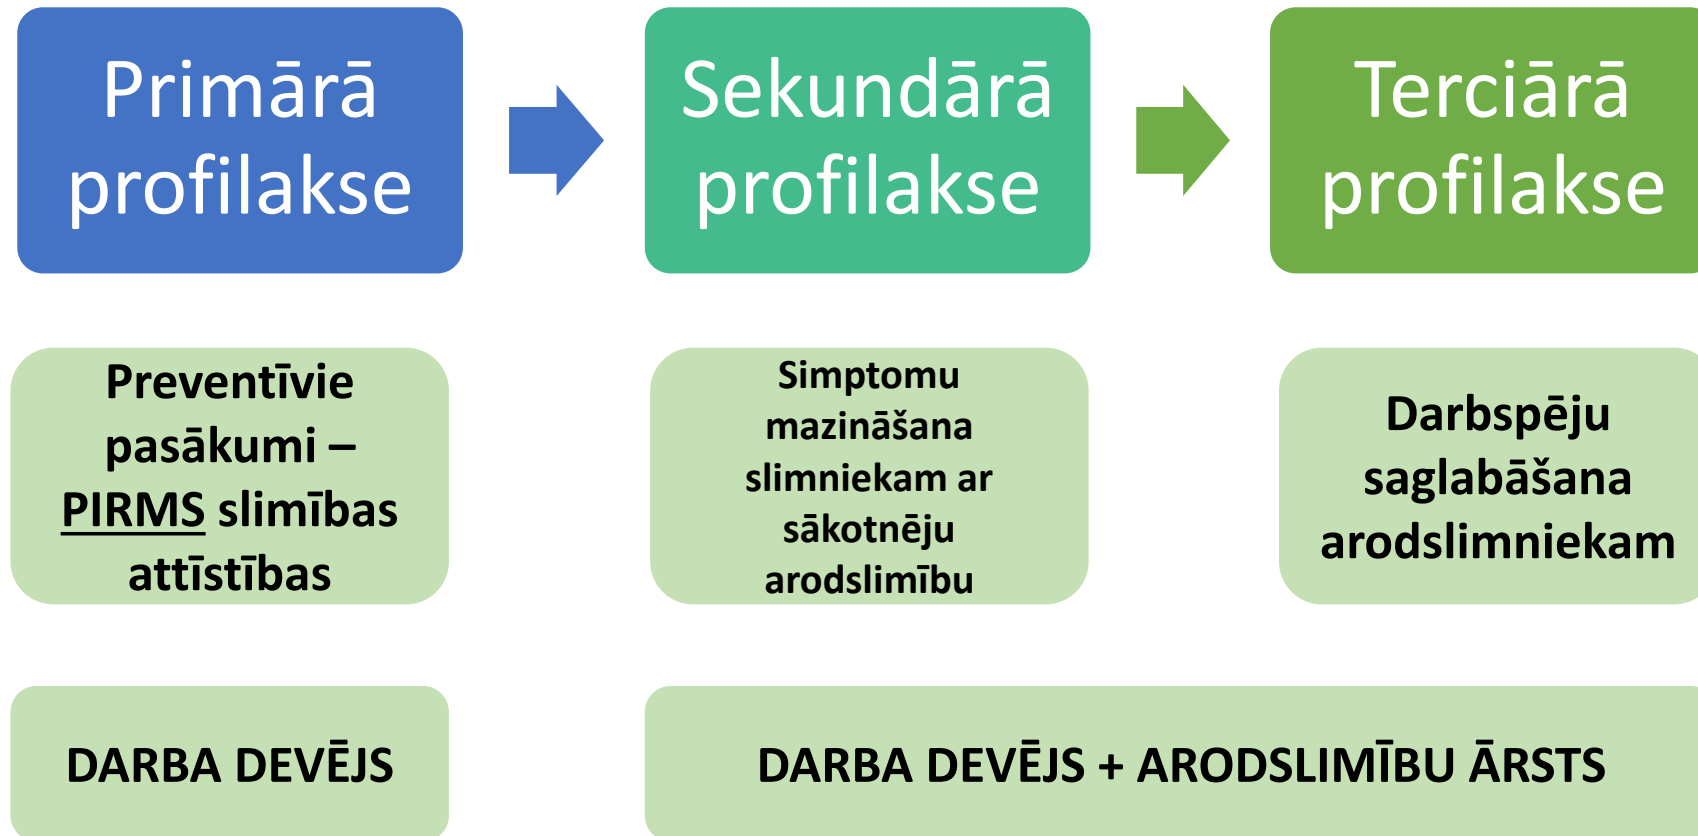 Primārā
profilakse
Sekundārā
profilakse
Terciārā
profilakse
Preventīvie
pasākumi –
PIRMS slimības
attīstības
Simptomu
mazināšana
slimniekam ar
sākotnēju
arodslimību
Darbspēju
saglabāšana
arodslimniekam
DARBA DEVĒJS
DARBA DEVĒJS + ARODSLIMĪBU ĀRSTS